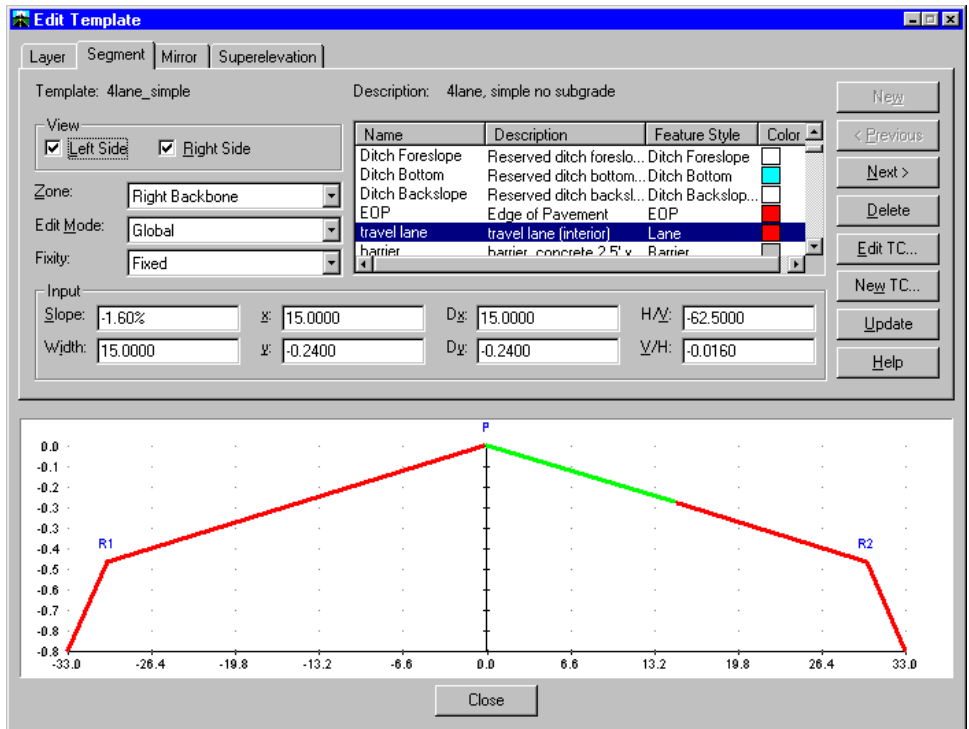 Edit Template
Layer Segment Mirror Superelevation
Template: 4lane_simple Description: 4lane, simple no subgrade
New
View
Left Side Right Side
< Previous
Name Description Feature Style Color
Ditch Foreslope Reserved ditch foreslo... Ditch Foreslope
Ditch Bottom Reserved ditch bottom... Ditch Bottom
Ditch Backslope Reserved ditch backsl... Ditch Backslop...
EOP Edge of Pavement EOP
travel lane travel lane (interior) Lane
barrier barrier, concrete 2.5' x Barrier
Next >
Zone: Right Backbone
Delete
Edit Mode: Global
Edit TC...
Fixity: Fixed
New TC...
Input
Slope: -1.60% x: 15.0000 Dx: 15.0000 H/V: -62.5000
Update
Width: 15.0000 y: -0.2400 Dy: -0.2400 V/H: -0.0160
Help
P
0.0
-0.1
-0.2
-0.3
-0.4
R1 R2
-0.5
-0.6
-0.7
-0.8
-0.8
-33.0 -26.4 -19.8 -13.2 -6.6 0.0 6.6 13.2 19.8 26.4 33.0
Close